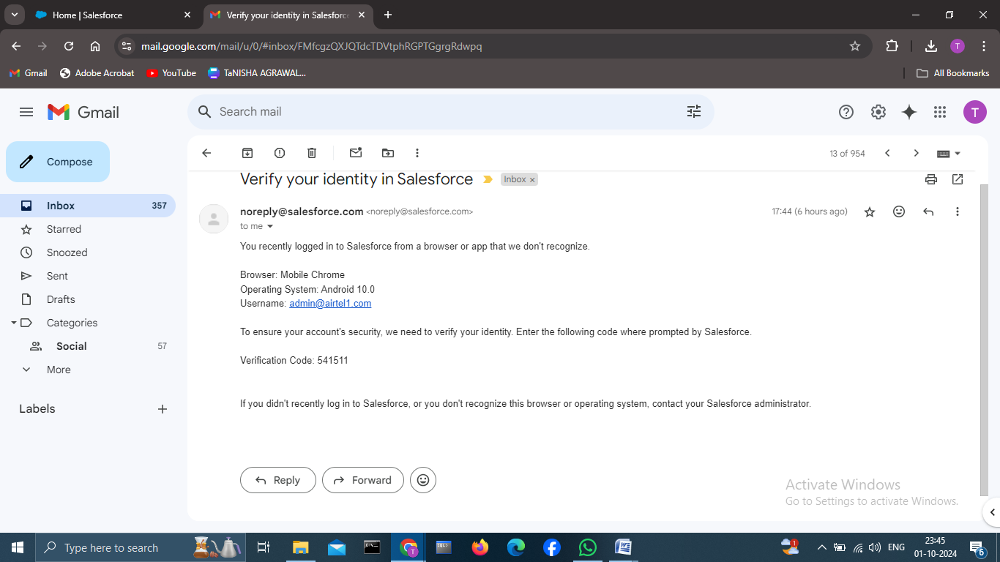 Home | Salesforce
Verify your identity in Salesforce
mail.google.com/mail/u/0/#inbox/FMfcgzQXJQTdcTDVtphRGPTGgrgRdwpq
T
Gmail
Adobe Acrobat
YouTube
TaNISHA AGRAWAL...
All Bookmarks
Gmail
Search mail
T
Compose
13 of 954
Inbox 357
Starred
Snoozed
Sent
Drafts
Categories
Social 57
More
Labels
Verify your identity in Salesforce
Inbox x
noreply@salesforce.com <noreply@salesforce.com>
17:44 (6 hours ago)
to me
You recently logged in to Salesforce from a browser or app that we don't recognize.
Browser: Mobile Chrome
Operating System: Android 10.0
Username: admin@airtel1.com
To ensure your account's security, we need to verify your identity. Enter the following code where prompted by Salesforce.
Verification Code: 541511
If you didn't recently log in to Salesforce, or you don't recognize this browser or operating system, contact your Salesforce administrator.
Reply
Forward
Activate Windows
Go to Settings to activate Windows.
Type here to search
T
SQL
W
1
ENG
23:45
01-10-2024
6